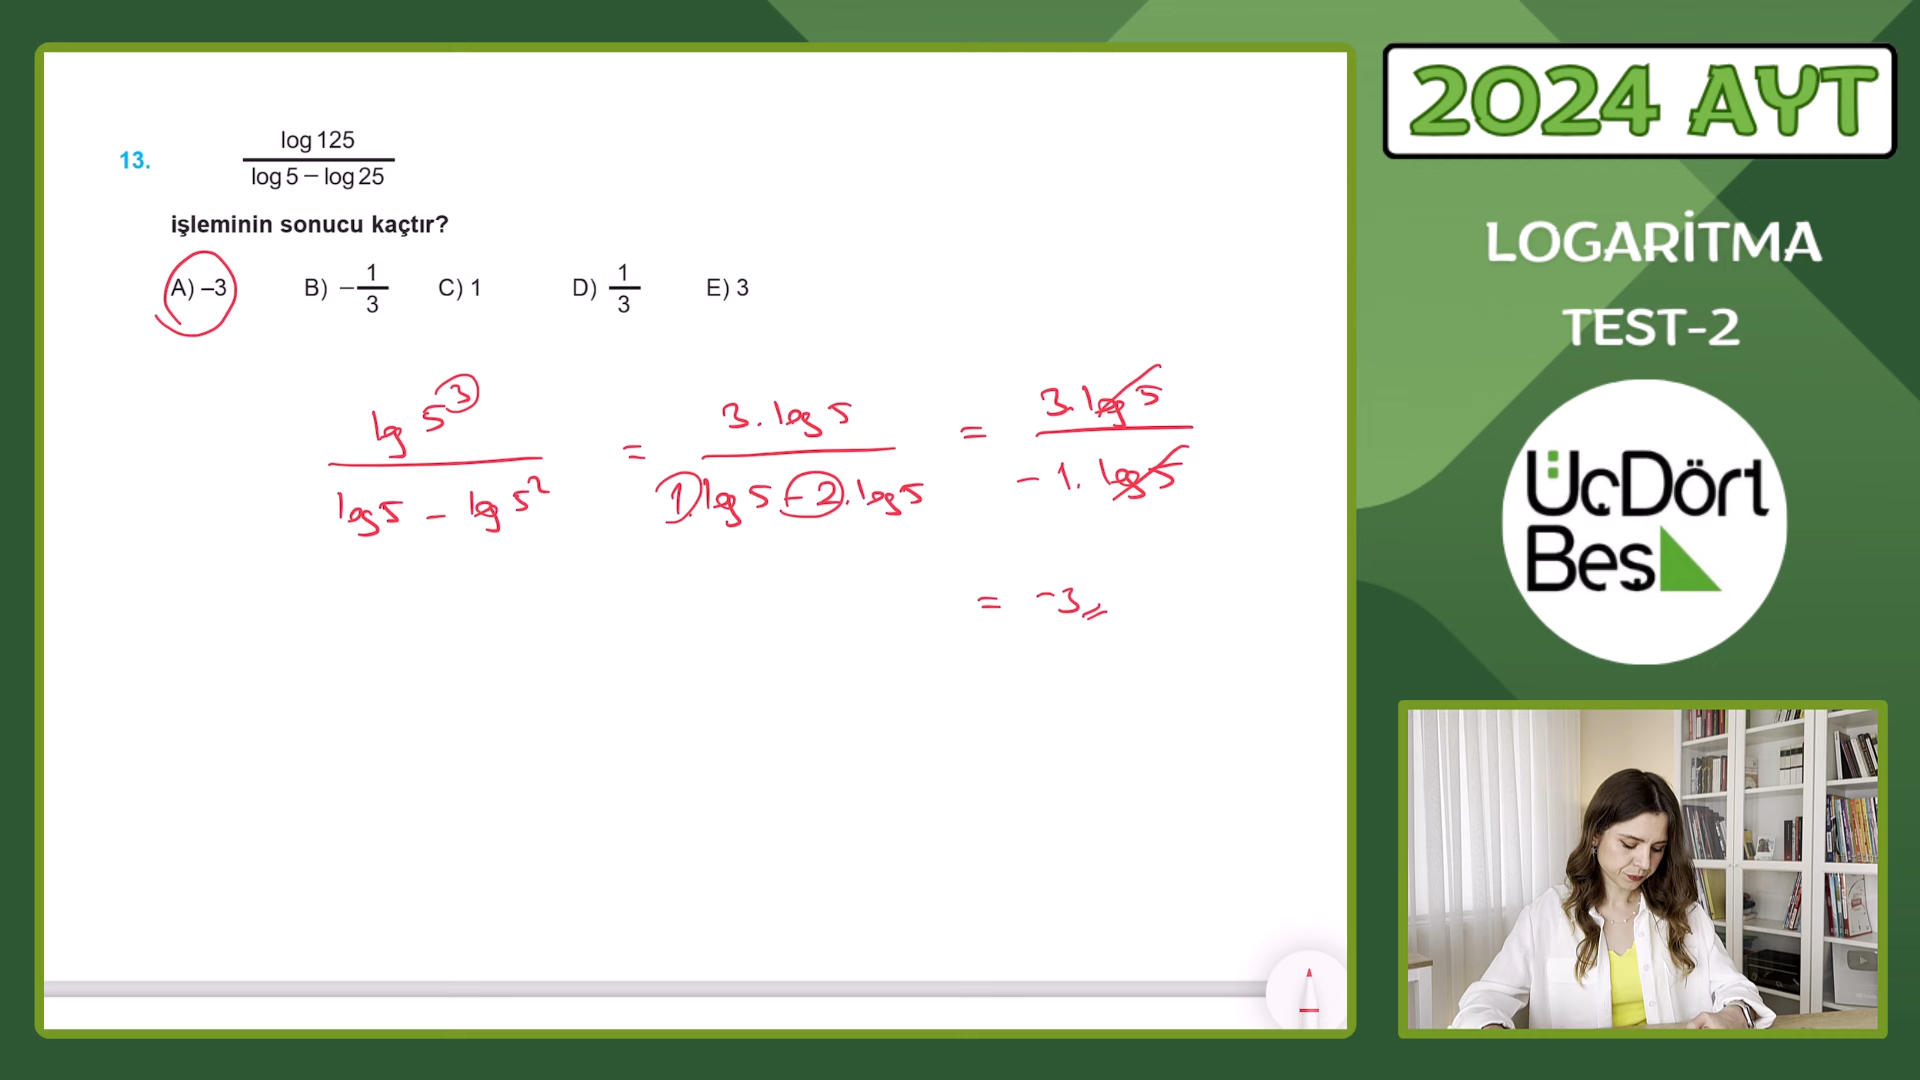 2024 AYT
LOGARİTMA
TEST-2
ÜçDört
Beş
13. log 125 / log 5 – log 25
işleminin sonucu kaçtır?
A) –3 B) –1/3 C) 1 D) 1/3 E) 3
log 5³ / log 5 – log 5² = 3.log 5 / 1.log 5 – 2.log 5 = 3.log 5 / –1.log 5
= –3